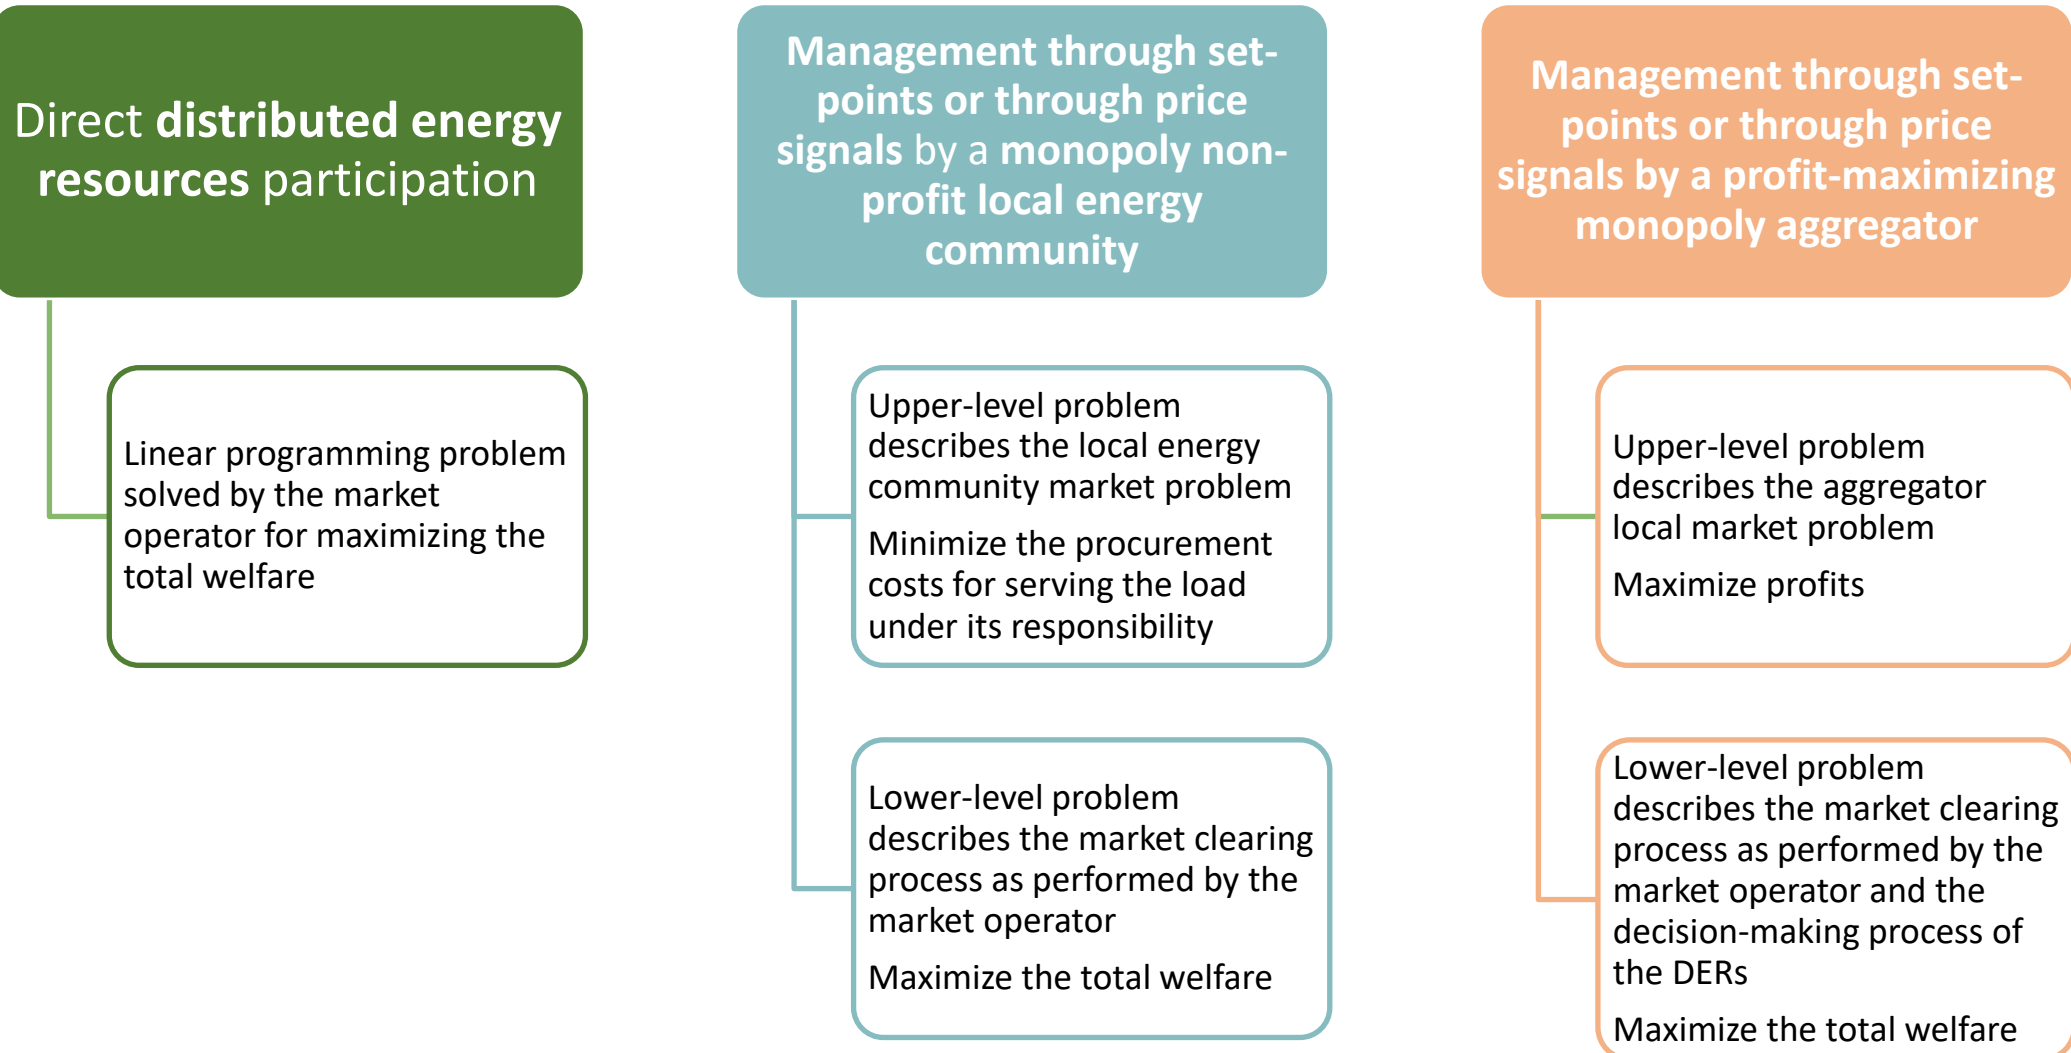 Direct distributed energy
resources participation
Linear programming problem
solved by the market
operator for maximizing the
total welfare
Management through set-
points or through price
signals by a monopoly non-
profit local energy
community
Upper-level problem
describes the local energy
community market problem
Minimize the procurement
costs for serving the load
under its responsibility
Lower-level problem
describes the market clearing
process as performed by the
market operator
Maximize the total welfare
Management through set-
points or through price
signals by a profit-maximizing
monopoly aggregator
Upper-level problem
describes the aggregator
local market problem
Maximize profits
Lower-level problem
describes the market clearing
process as performed by the
market operator and the
decision-making process of
the DERs
Maximize the total welfare